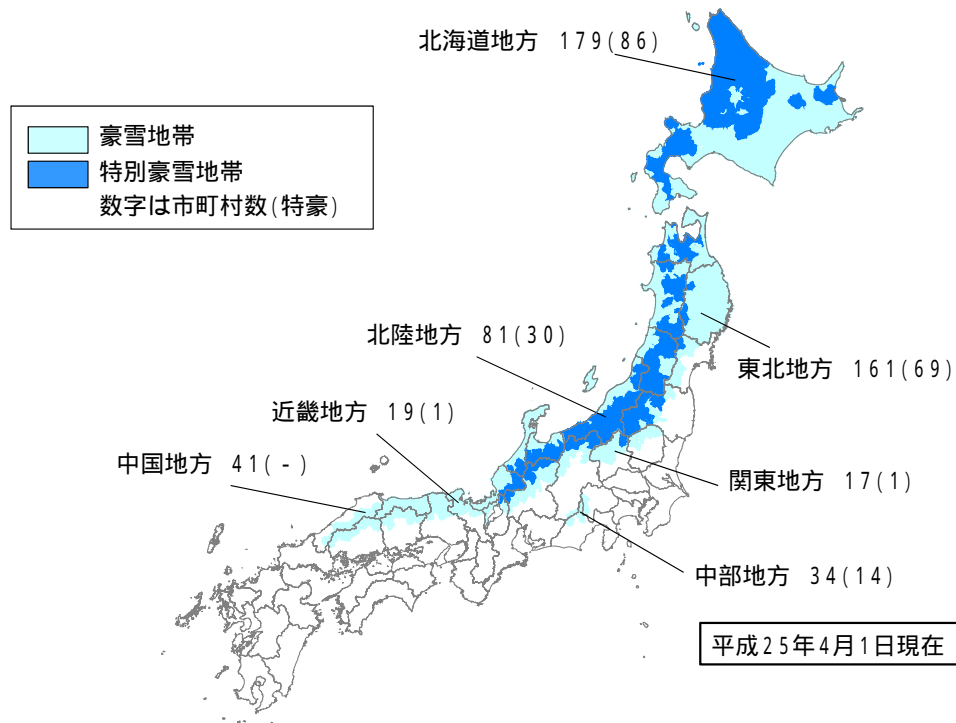 北海道地方 179(86)
豪雪地帯
特別豪雪地帯
数字は市町村数(特豪)
北陸地方 81(30)
東北地方 161(69)
近畿地方 19(1)
中国地方 41(-)
関東地方 17(1)
中部地方 34(14)
平成25年4月1日現在